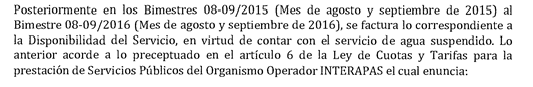 Posteriormente en los Bimestres 08-09/2015 (Mes de agosto y septiembre de 2015) al
Bimestre 08-09/2016 (Mes de agosto y septiembre de 2016), se factura lo correspondiente a
la Disponibilidad del Servicio, en virtud de contar con el servicio de agua suspendido. Lo
anterior acorde a lo preceptuado en el artículo 6 de la Ley de Cuotas y Tarifas para la
prestación de Servicios Públicos del Organismo Operador INTERAPAS el cual enuncia: